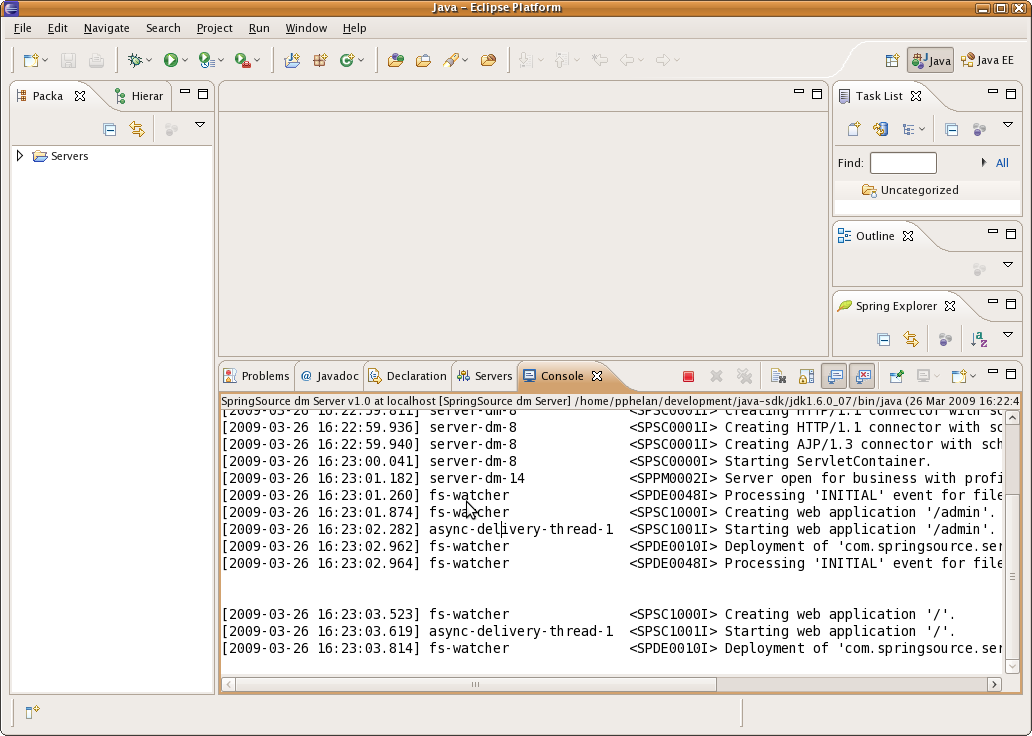 Java - Eclipse Platform
File Edit Navigate Search Project Run Window Help
Java Java EE
Packa Hierar
Servers
Task List
Find: All
Uncategorized
Outline
Spring Explorer
Problems @ Javadoc Declaration Servers Console
SpringSource dm Server v1.0 at localhost [SpringSource dm Server] /home/pphelan/development/java-sdk/jdk1.6.0_07/bin/java (26 Mar 2009 16:22:4
[2009-03-26 16:22:59.811] server-dm-8 <SPSC0001I> Creating HTTP/1.1 connector with sc
[2009-03-26 16:22:59.936] server-dm-8 <SPSC0001I> Creating HTTP/1.1 connector with sc
[2009-03-26 16:22:59.940] server-dm-8 <SPSC0001I> Creating AJP/1.3 connector with sch
[2009-03-26 16:23:00.041] server-dm-8 <SPSC0000I> Starting ServletContainer.
[2009-03-26 16:23:01.182] server-dm-14 <SPPM0002I> Server open for business with profi
[2009-03-26 16:23:01.260] fs-watcher <SPDE0048I> Processing 'INITIAL' event for file
[2009-03-26 16:23:01.874] fs-watcher <SPSC1000I> Creating web application '/admin'.
[2009-03-26 16:23:02.282] async-delivery-thread-1 <SPSC1001I> Starting web application '/admin'.
[2009-03-26 16:23:02.962] fs-watcher <SPDE0010I> Deployment of 'com.springsource.ser
[2009-03-26 16:23:02.964] fs-watcher <SPDE0048I> Processing 'INITIAL' event for file
[2009-03-26 16:23:03.523] fs-watcher <SPSC1000I> Creating web application '/'.
[2009-03-26 16:23:03.619] async-delivery-thread-1 <SPSC1001I> Starting web application '/'.
[2009-03-26 16:23:03.814] fs-watcher <SPDE0010I> Deployment of 'com.springsource.ser